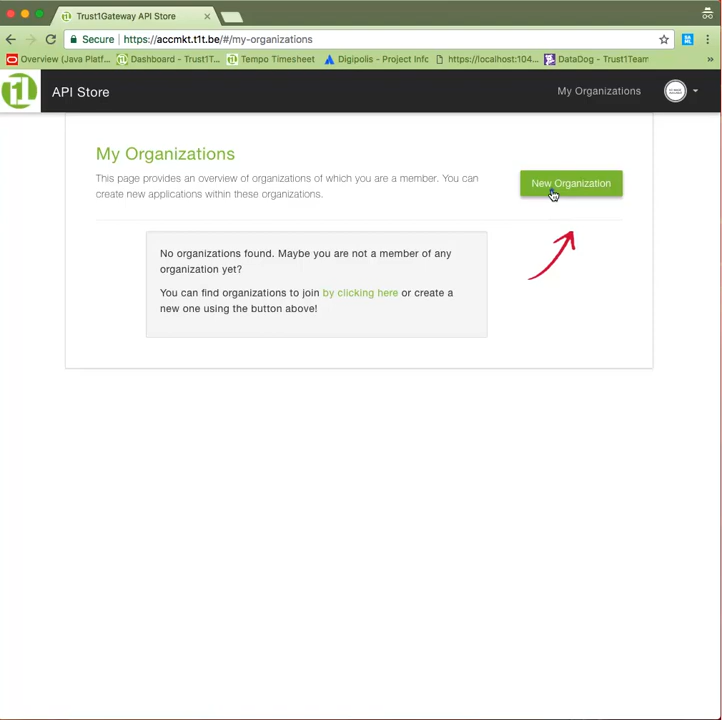 Trust1Gateway API Store
Secure https://accmkt.t1t.be/#/my-organizations
Overview (Java Platf... Dashboard - Trust1T... Tempo Timesheet Digipolis - Project Info https://localhost:104... DataDog - Trust1Team »
t1
API Store
My Organizations
My Organizations
This page provides an overview of organizations of which you are a member. You can
create new applications within these organizations.
New Organization
No organizations found. Maybe you are not a member of any
organization yet?
You can find organizations to join by clicking here or create a
new one using the button above!